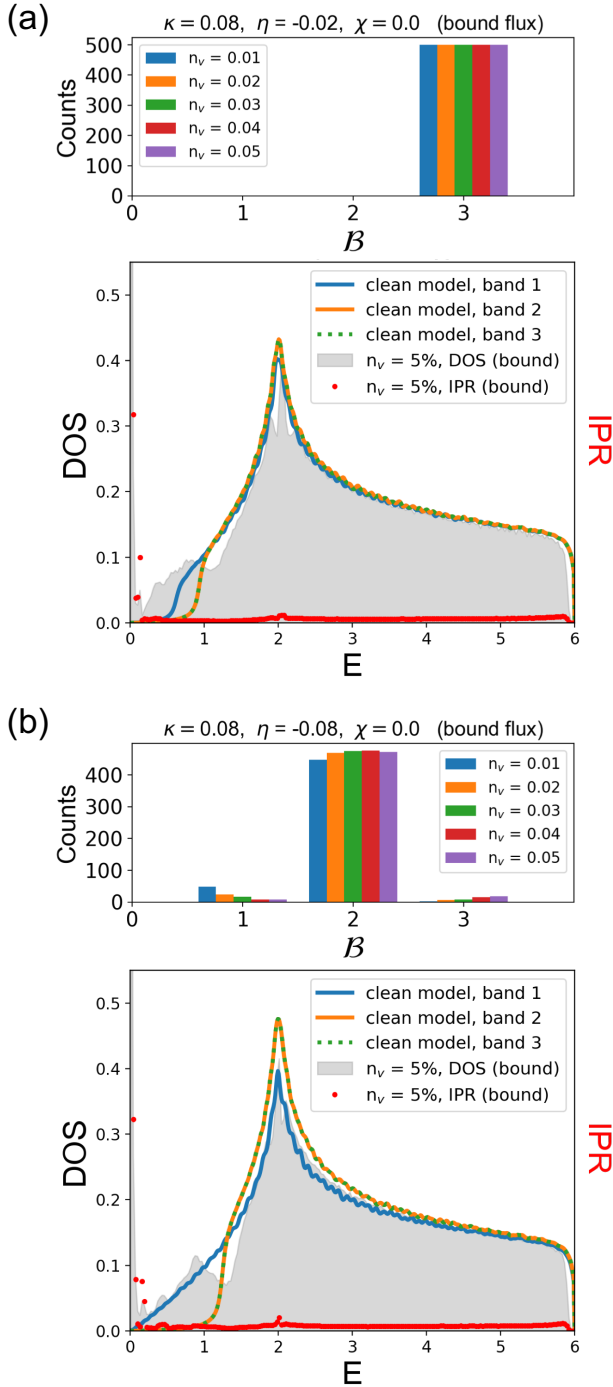 (a)
κ = 0.08, η = -0.02, χ = 0.0 (bound flux)
500
400
300
200
100
0
Counts
n_v = 0.01
n_v = 0.02
n_v = 0.03
n_v = 0.04
n_v = 0.05
0 1 2 3
ℬ
0.5
0.4
0.3
0.2
0.1
0.0
DOS
clean model, band 1
clean model, band 2
clean model, band 3
n_v = 5%, DOS (bound)
n_v = 5%, IPR (bound)
IPR
0 1 2 3 4 5 6
E
(b)
κ = 0.08, η = -0.08, χ = 0.0 (bound flux)
400
300
200
100
0
Counts
n_v = 0.01
n_v = 0.02
n_v = 0.03
n_v = 0.04
n_v = 0.05
0 1 2 3
ℬ
0.5
0.4
0.3
0.2
0.1
0.0
DOS
clean model, band 1
clean model, band 2
clean model, band 3
n_v = 5%, DOS (bound)
n_v = 5%, IPR (bound)
IPR
0 1 2 3 4 5 6
E